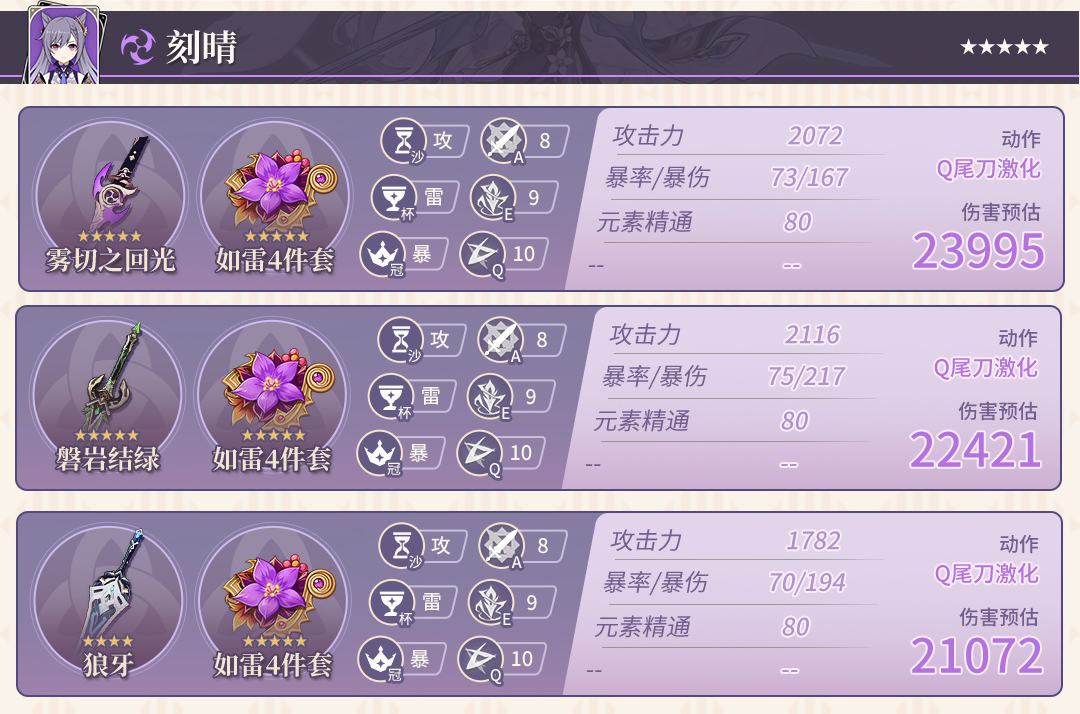 刻晴
攻
沙
8
A
雷
杯
9
E
暴
冠
10
Q
雾切之回光
如雷4件套
攻击力 2072
暴率/暴伤 73/167
元素精通 80
-- --
动作
Q尾刀激化
伤害预估
23995
攻
沙
8
A
雷
杯
9
E
暴
冠
10
Q
磐岩结绿
如雷4件套
攻击力 2116
暴率/暴伤 75/217
元素精通 80
-- --
动作
Q尾刀激化
伤害预估
22421
攻
沙
8
A
雷
杯
9
E
暴
冠
10
Q
狼牙
如雷4件套
攻击力 1782
暴率/暴伤 70/194
元素精通 80
-- --
动作
Q尾刀激化
伤害预估
21072